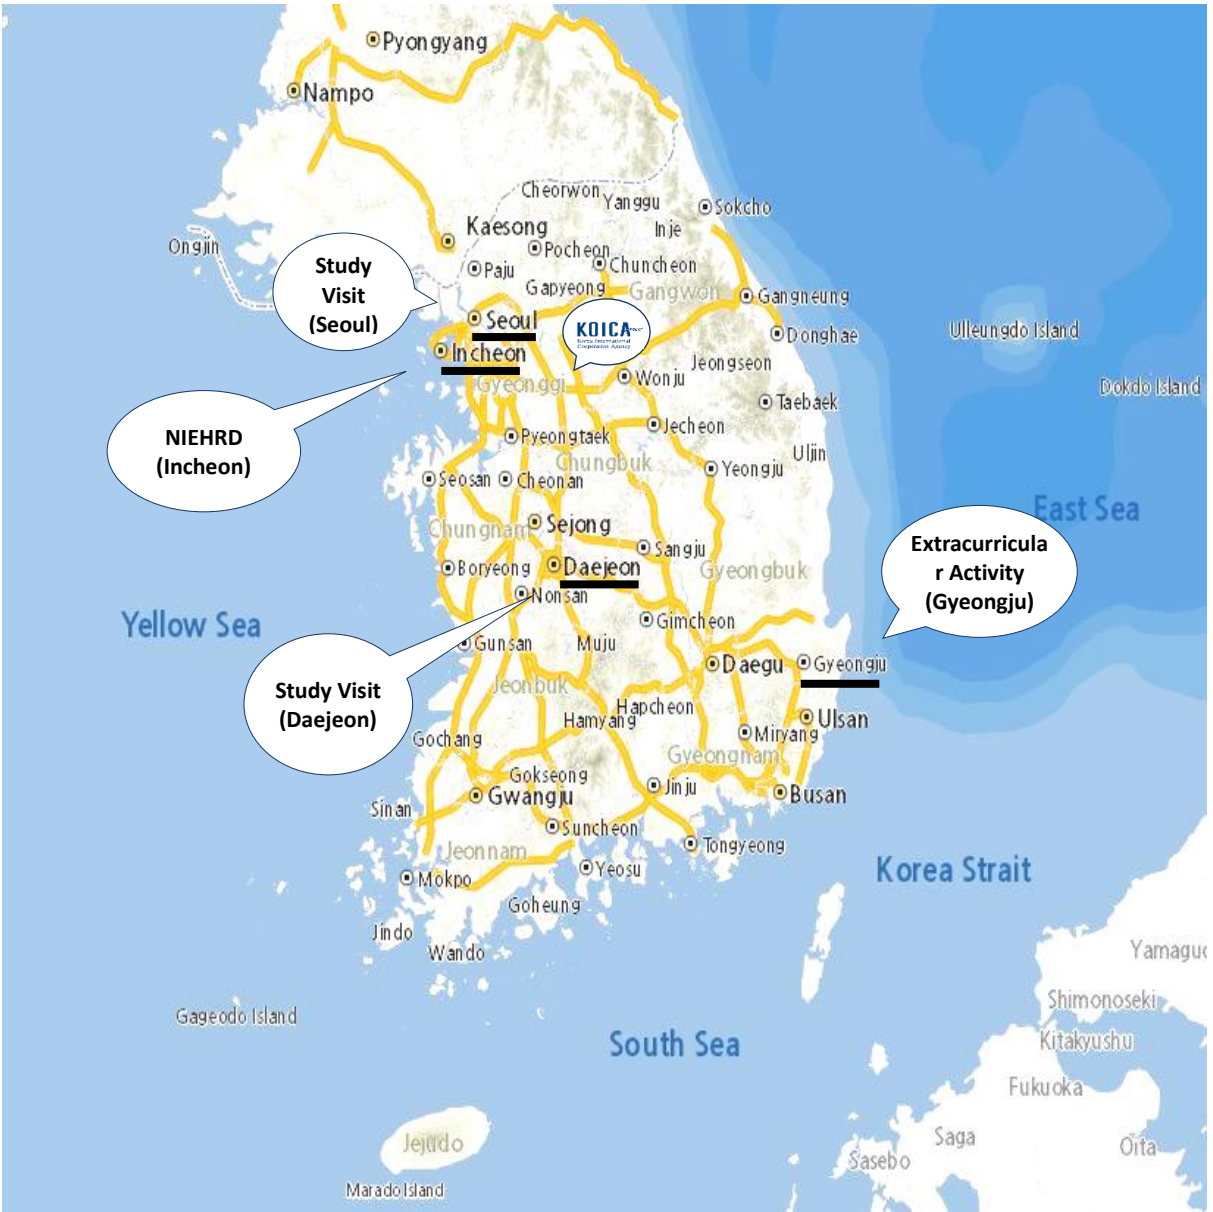 Pyongyang
Nampo
Cheorwon
Yanggu
Sokcho
Kaesong
Inje
Ongjin
Pocheon
Study
Visit
(Seoul)
Paju
Chuncheon
Gapyeong
Gangwon
Gangneung
Seoul
KOICA
Korea International
Cooperation Agency
Donghae
Ulleungdo Island
Incheon
Jeongseon
Gyeonggi
Wonju
Dokdo Island
Taebaek
NIEHRD
(Incheon)
Pyeongtaek
Jecheon
Chungbuk
Uljin
Yeongju
Seosan
Cheonan
East Sea
Chungnam
Sejong
Sangju
Extracurricula
r Activity
(Gyeongju)
Boryeong
Daejeon
Gyeongbuk
Nonsan
Yellow Sea
Gimcheon
Gunsan
Muju
Daegu
Gyeongju
Study Visit
(Daejeon)
Jeonbuk
Hapcheon
Hamyang
Ulsan
Miryang
Gochang
Gyeongnam
Gokseong
Jinju
Gwangju
Busan
Sinan
Suncheon
Tongyeong
Jeonnam
Yeosu
Korea Strait
Mokpo
Goheung
Jindo
Wando
Yamaguc
Shimonoseki
Gageodo Island
South Sea
Kitakyushu
Fukuoka
Jejudo
Saga
Oita
Sasebo
Marado Island